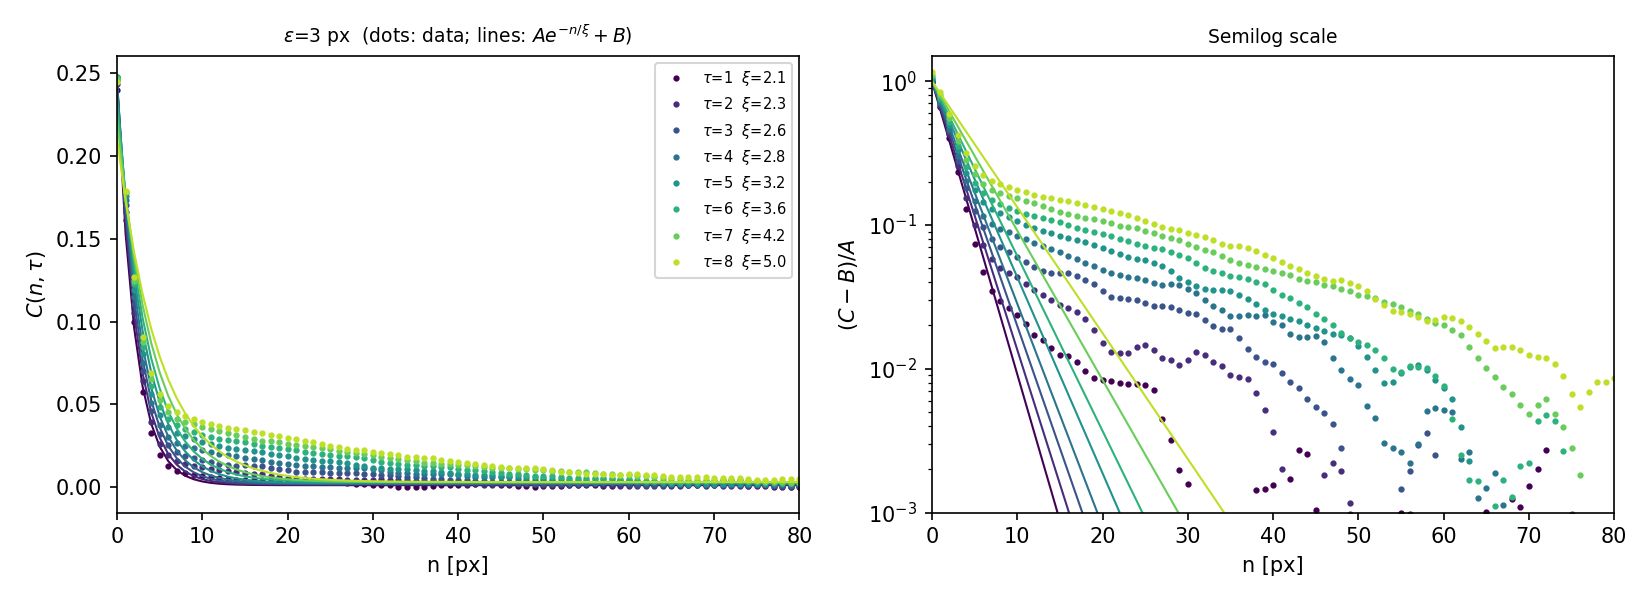 ε=3 px (dots: data; lines: Ae^{-n/ξ} + B)
0.25
0.20
0.15
0.10
0.05
0.00
C(n, τ)
0 10 20 30 40 50 60 70 80
n [px]
τ=1 ξ=2.1
τ=2 ξ=2.3
τ=3 ξ=2.6
τ=4 ξ=2.8
τ=5 ξ=3.2
τ=6 ξ=3.6
τ=7 ξ=4.2
τ=8 ξ=5.0
Semilog scale
10^0
10^{-1}
10^{-2}
10^{-3}
(C − B)/A
0 10 20 30 40 50 60 70 80
n [px]